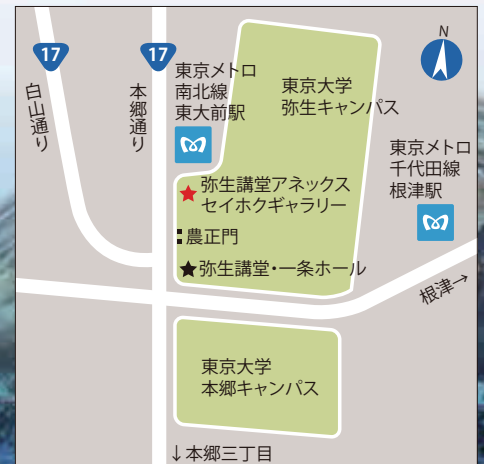 N
17
17
白山通り
本郷通り
東京メトロ
南北線
東大前駅
東京大学
弥生キャンパス
東京メトロ
千代田線
根津駅
弥生講堂アネックス
セイホクギャラリー
農正門
弥生講堂・一条ホール
根津→
東京大学
本郷キャンパス
↓本郷三丁目